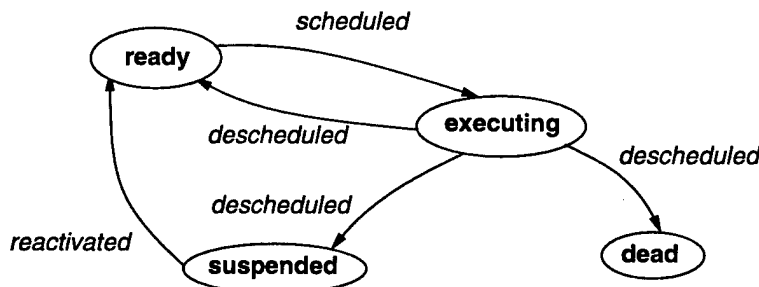 scheduled
ready
executing
descheduled
descheduled
descheduled
reactivated
dead
suspended